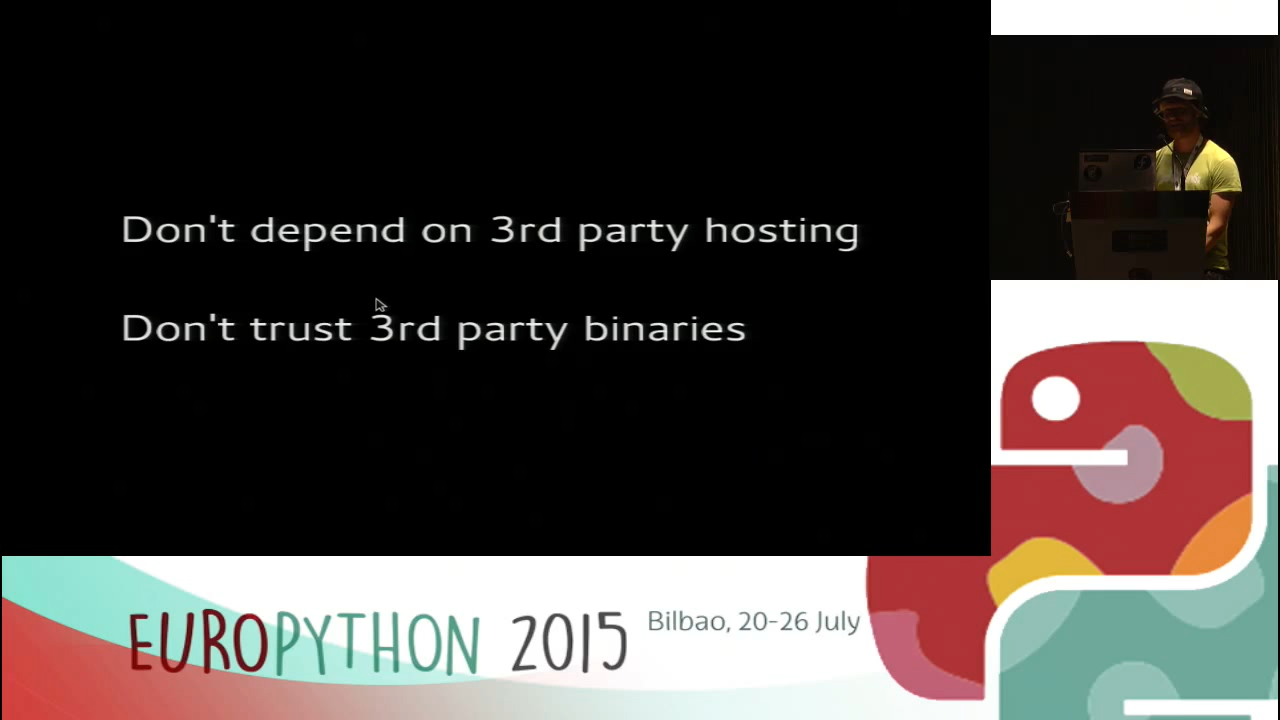 Don't depend on 3rd party hosting
Don't trust 3rd party binaries
EUROPYTHON 2015
Bilbao, 20-26 July